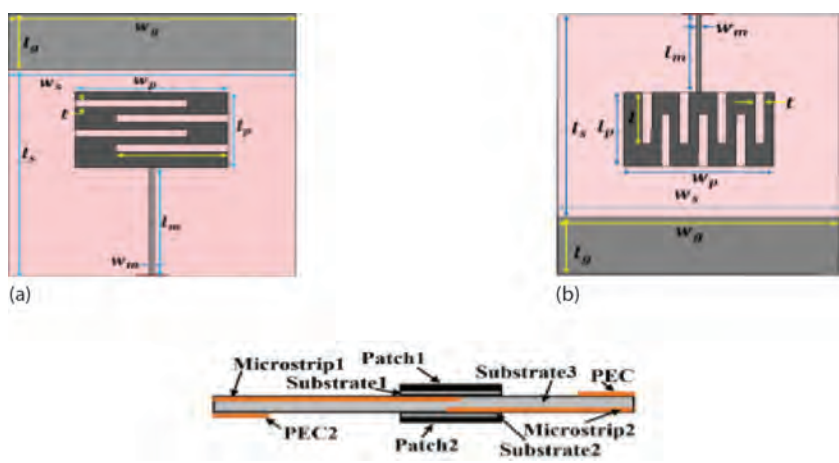 w_g
l_g
w_s
w_p
t
l_p
l_s
l_m
w_m
(a)
w_m
l_m
l
t
l_p
l_s
w_p
w_s
w_g
l_g
(b)
Patch1
Microstrip1
Substrate1
Substrate3
PEC
PEC2
Patch2
Microstrip2
Substrate2